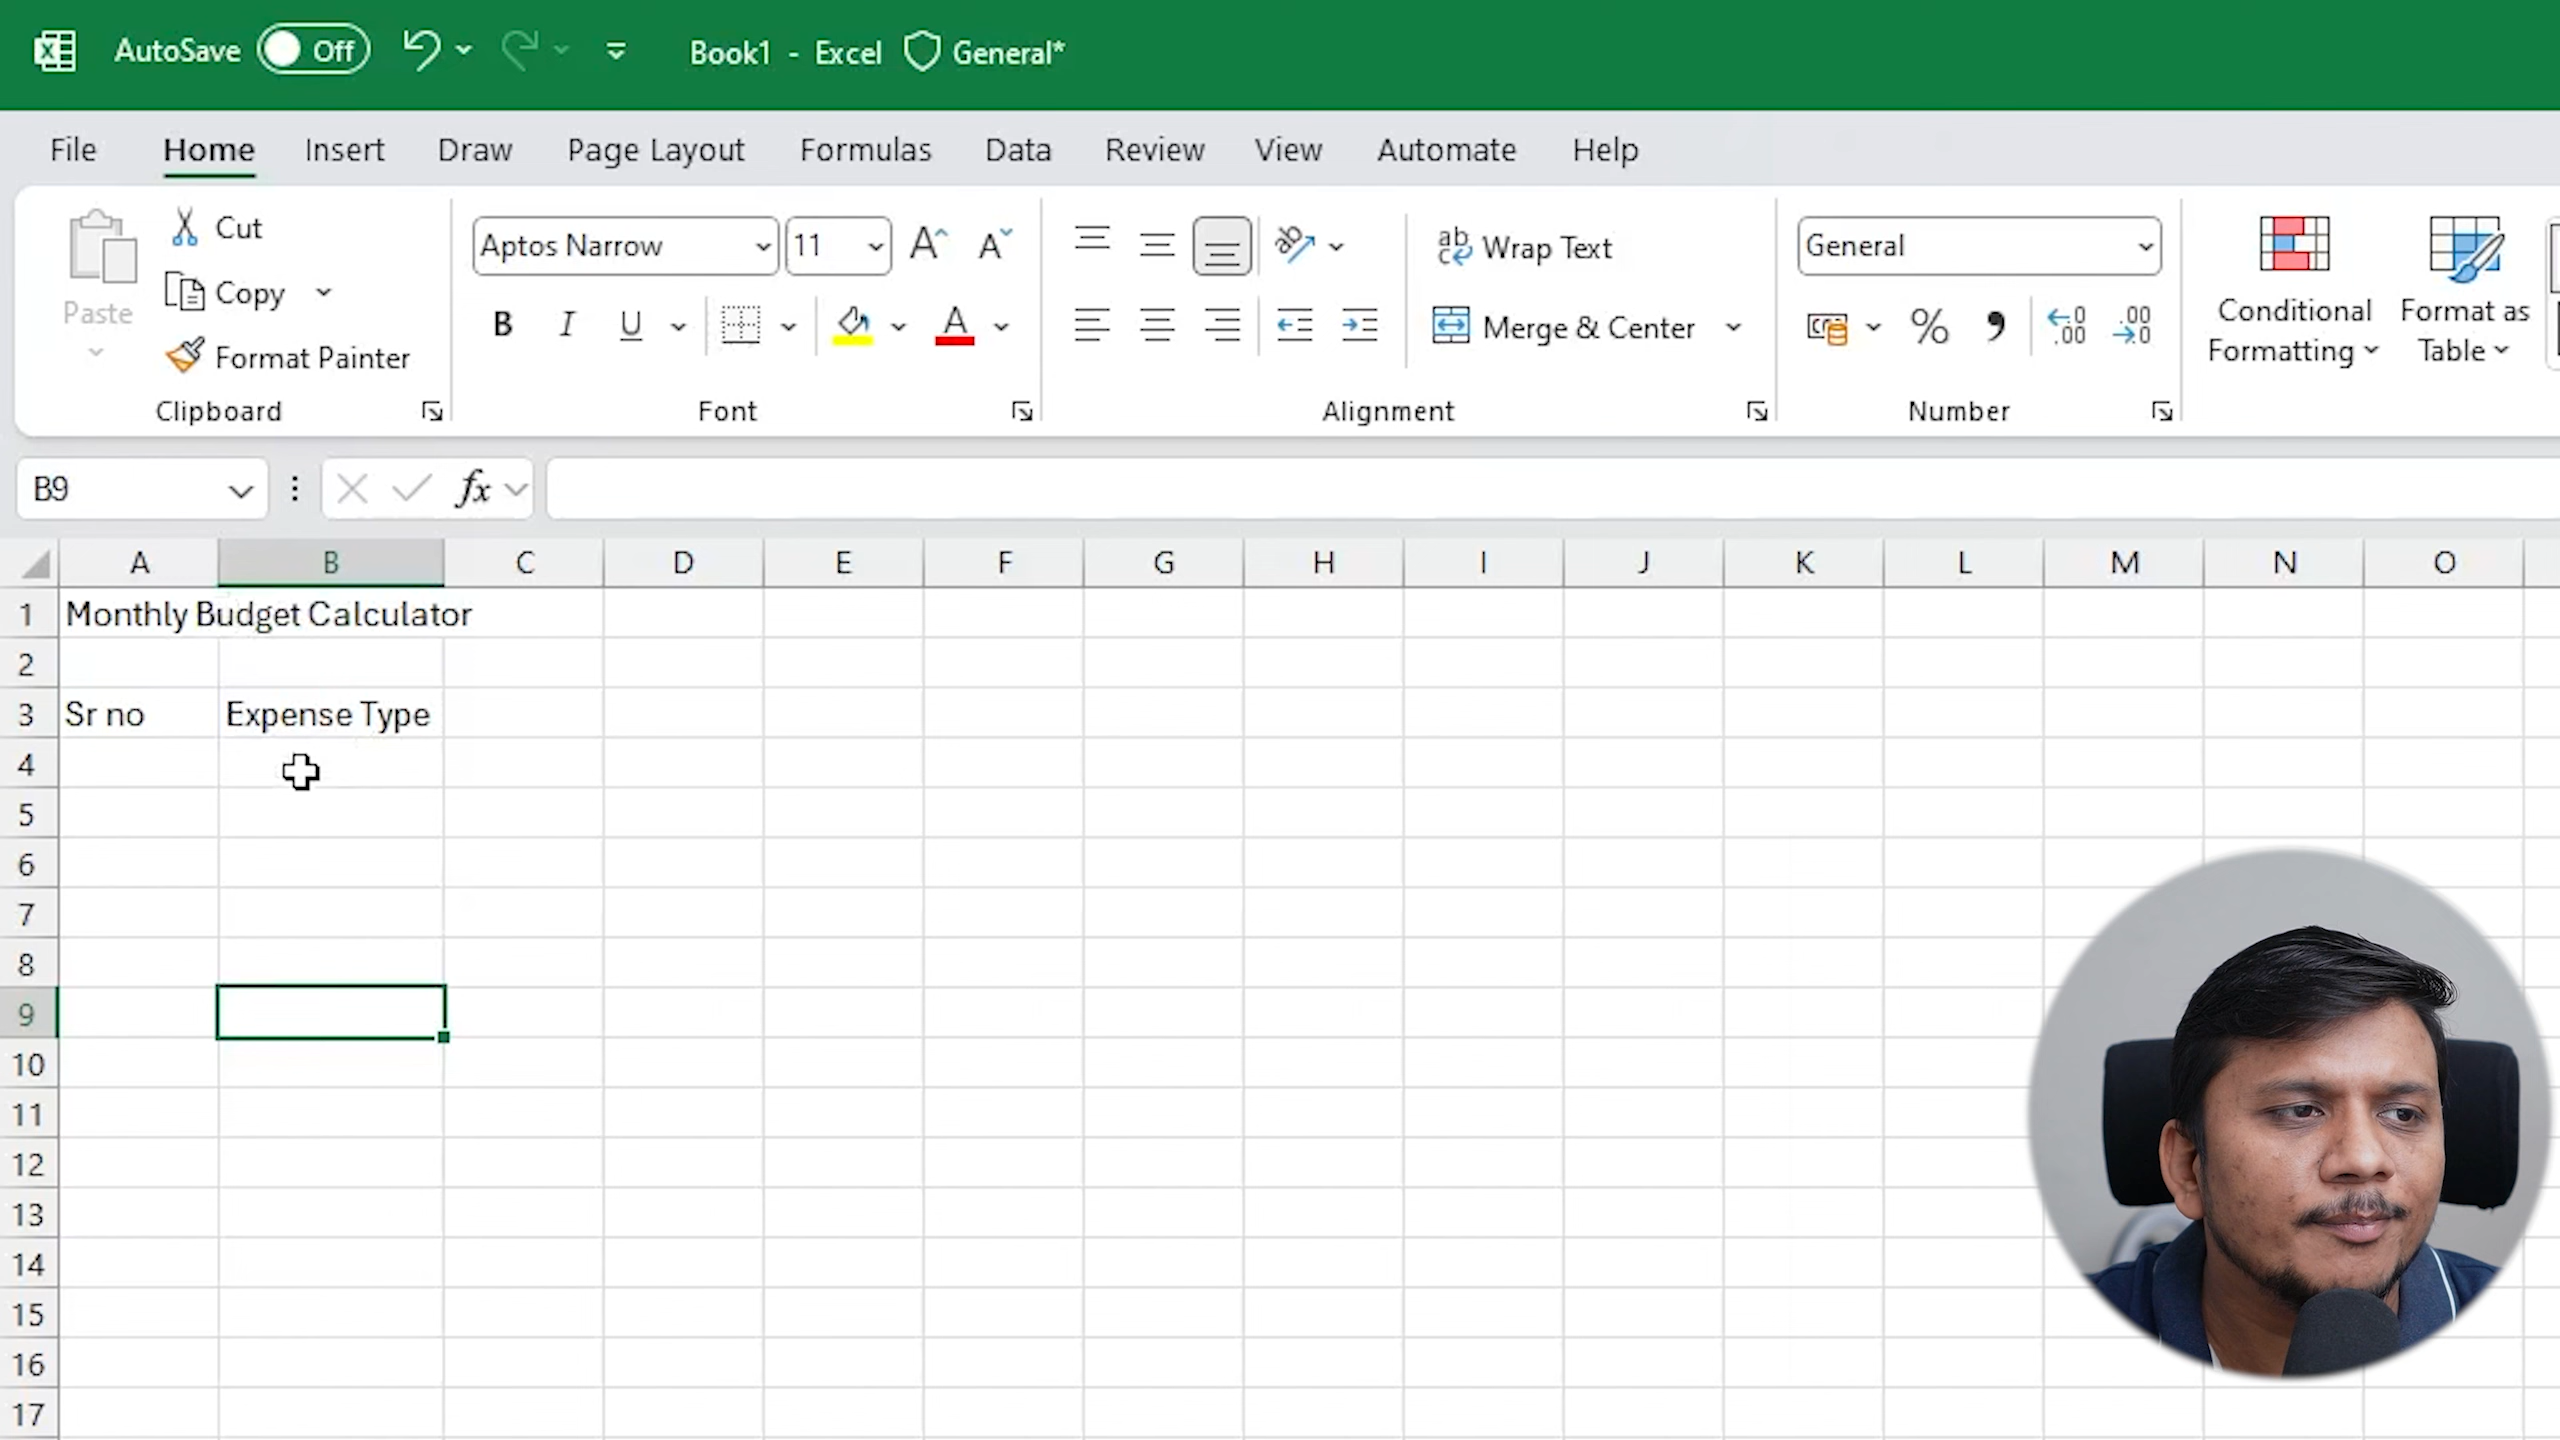 AutoSave Off Book1 - Excel General*
File Home Insert Draw Page Layout Formulas Data Review View Automate Help
Paste
Cut
Copy
Format Painter
Clipboard
Aptos Narrow 11
B I U
Font
Wrap Text
Merge & Center
Alignment
General
% ,
Number
Conditional Formatting
Format as Table
B9 fx
A B C D E F G H I J K L M N O
1 Monthly Budget Calculator
2
3 Sr no Expense Type
4
5
6
7
8
9
10
11
12
13
14
15
16
17